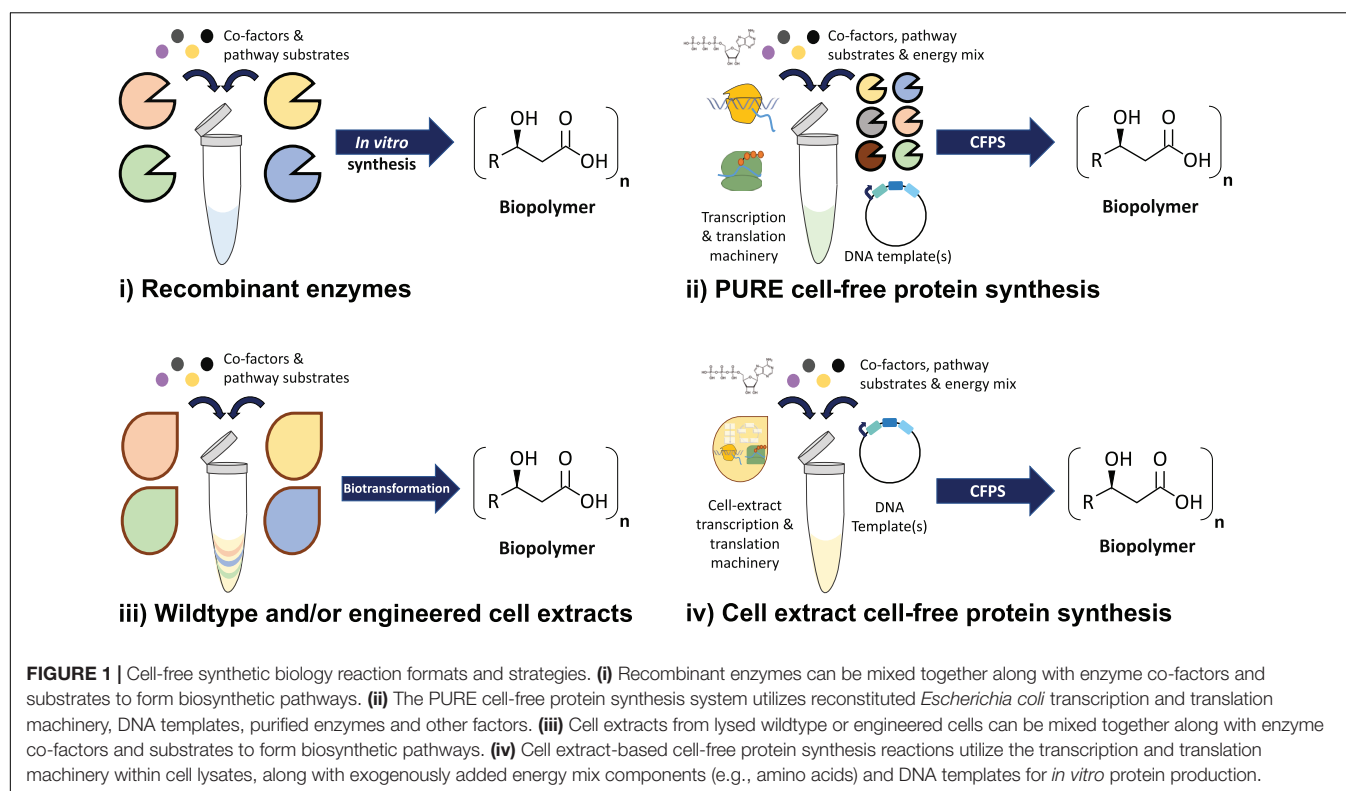 Co-factors &
pathway substrates
In vitro
synthesis
OH
O
R
OH
n
Biopolymer
i) Recombinant enzymes
Co-factors, pathway
substrates & energy mix
Transcription
& translation
machinery
DNA template(s)
CFPS
OH
O
R
OH
n
Biopolymer
ii) PURE cell-free protein synthesis
Co-factors &
pathway substrates
Biotransformation
OH
O
R
OH
n
Biopolymer
iii) Wildtype and/or engineered cell extracts
Co-factors, pathway
substrates & energy mix
Cell-extract
transcription &
translation
machinery
DNA
Template(s)
CFPS
OH
O
R
OH
n
Biopolymer
iv) Cell extract cell-free protein synthesis
FIGURE 1 | Cell-free synthetic biology reaction formats and strategies. (i) Recombinant enzymes can be mixed together along with enzyme co-factors and
substrates to form biosynthetic pathways. (ii) The PURE cell-free protein synthesis system utilizes reconstituted Escherichia coli transcription and translation
machinery, DNA templates, purified enzymes and other factors. (iii) Cell extracts from lysed wildtype or engineered cells can be mixed together along with enzyme
co-factors and substrates to form biosynthetic pathways. (iv) Cell extract-based cell-free protein synthesis reactions utilize the transcription and translation
machinery within cell lysates, along with exogenously added energy mix components (e.g., amino acids) and DNA templates for in vitro protein production.